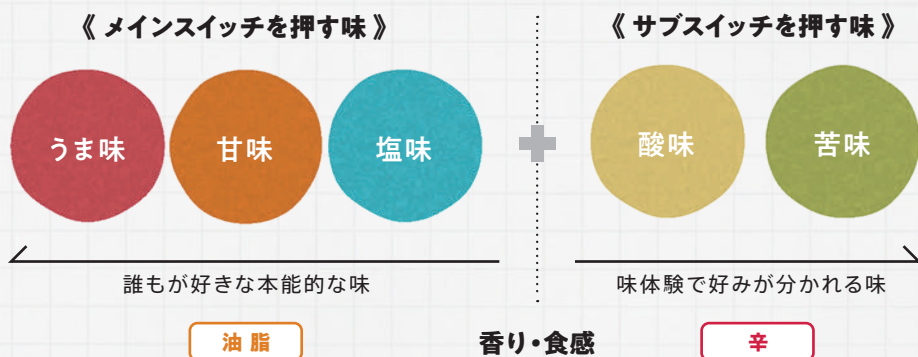 《 メインスイッチを押す味 》
《 サブスイッチを押す味 》
うま味
甘味
塩味
酸味
苦味
誰もが好きな本能的な味
味体験で好みが分かれる味
油脂
香り・食感
辛